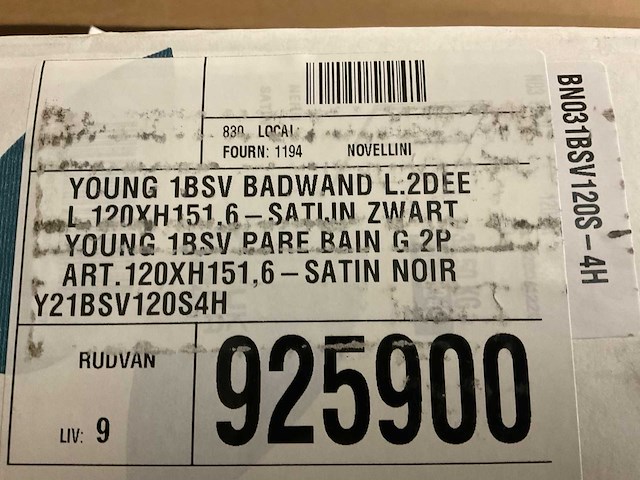 830 LOCAL
FOURN: 1194 NOVELLINI
YOUNG 1BSV BADWAND L.2DEE
L 120XH151,6-SATIJN ZWART
YOUNG 1BSV PARE BAIN G 2P
ART.120XH151,6-SATIN NOIR
Y21BSV120S4H
RUDVAN
LIV: 9
925900
BN031BSV120S-4H